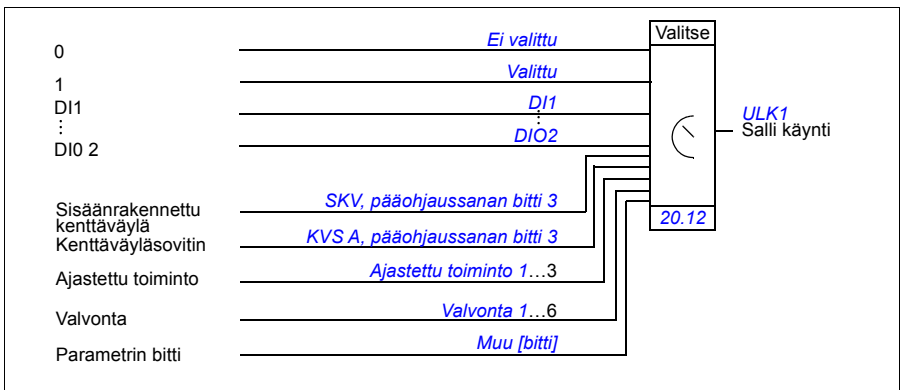 0 Ei valittu Valitse
1 Valittu
DI1 DI1
⋮ ⋮
DI0 2 DIO2
ULK1
Salli käynti
Sisäänrakennettu
kenttäväylä SKV, pääohjaussanan bitti 3
20.12
Kenttäväyläsovitin KVS A, pääohjaussanan bitti 3
Ajastettu toiminto Ajastettu toiminto 1…3
Valvonta Valvonta 1…6
Parametrin bitti Muu [bitti]